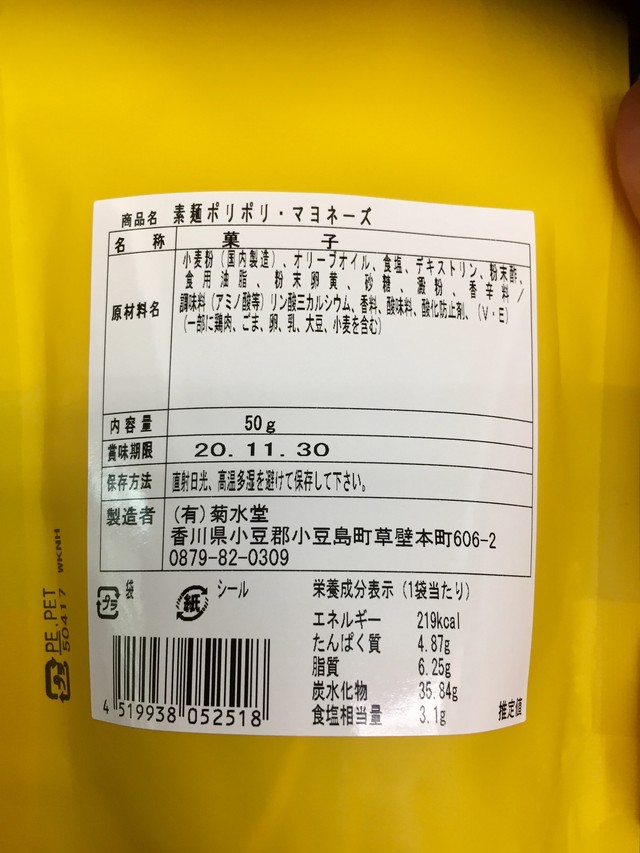 商品名 素麺ポリポリ・マヨネーズ
名称 菓子
原材料名 小麦粉（国内製造）、オリーブオイル、食塩、デキストリン、粉末酢、
食用油脂、粉末卵黄、砂糖、澱粉、香辛料／
調味料（アミノ酸等）リン酸三カルシウム、香料、酸味料、酸化防止剤、（V・E）
（一部に鶏肉、ごま、卵、乳、大豆、小麦を含む）
内容量 50g
賞味期限 20.11.30
保存方法 直射日光、高温多湿を避けて保存して下さい。
製造者 （有）菊水堂
香川県小豆郡小豆島町草壁本町606-2
0879-82-0309
プラ 袋 紙 シール
栄養成分表示（1袋当たり）
エネルギー 219kcal
たんぱく質 4.87g
脂質 6.25g
炭水化物 35.84g
食塩相当量 3.1g
推定値
4 519938 052518
プラ PE,PET
50417 WKNH